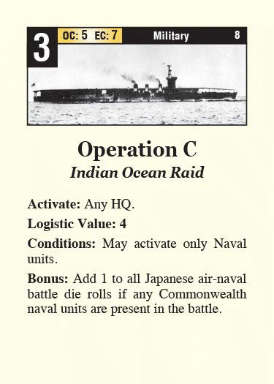 3 OC: 5 EC: 7 Military 8
Operation C
Indian Ocean Raid
Activate: Any HQ.
Logistic Value: 4
Conditions: May activate only Naval
units.
Bonus: Add 1 to all Japanese air-naval
battle die rolls if any Commonwealth
naval units are present in the battle.